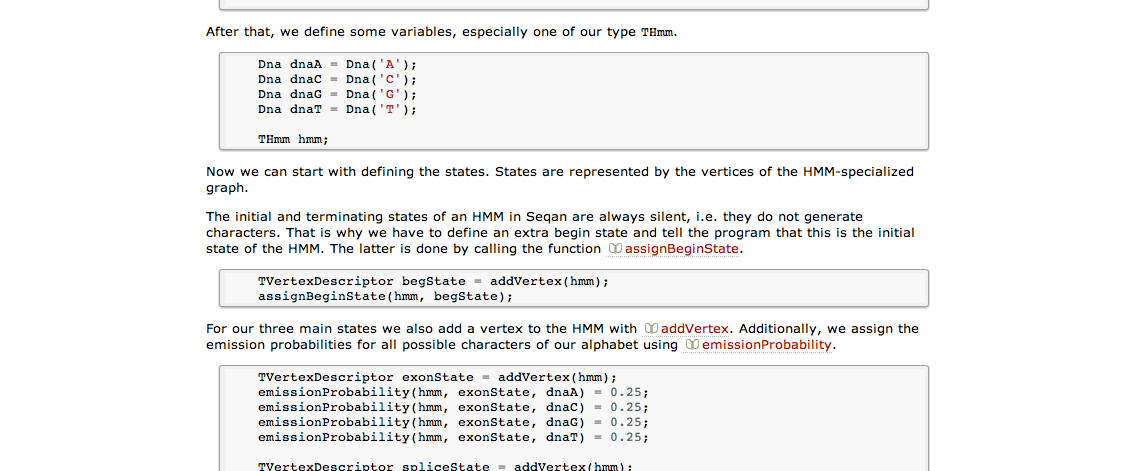 After that, we define some variables, especially one of our type THmm.
Dna dnaA = Dna('A');
Dna dnaC = Dna('C');
Dna dnaG = Dna('G');
Dna dnaT = Dna('T');
THmm hmm;
Now we can start with defining the states. States are represented by the vertices of the HMM-specialized
graph.
The initial and terminating states of an HMM in Seqan are always silent, i.e. they do not generate
characters. That is why we have to define an extra begin state and tell the program that this is the initial
state of the HMM. The latter is done by calling the function assignBeginState.
TVertexDescriptor begState = addVertex(hmm);
assignBeginState(hmm, begState);
For our three main states we also add a vertex to the HMM with addVertex. Additionally, we assign the
emission probabilities for all possible characters of our alphabet using emissionProbability.
TVertexDescriptor exonState = addVertex(hmm);
emissionProbability(hmm, exonState, dnaA) = 0.25;
emissionProbability(hmm, exonState, dnaC) = 0.25;
emissionProbability(hmm, exonState, dnaG) = 0.25;
emissionProbability(hmm, exonState, dnaT) = 0.25;
TVertexDescriptor spliceState = addVertex(hmm);